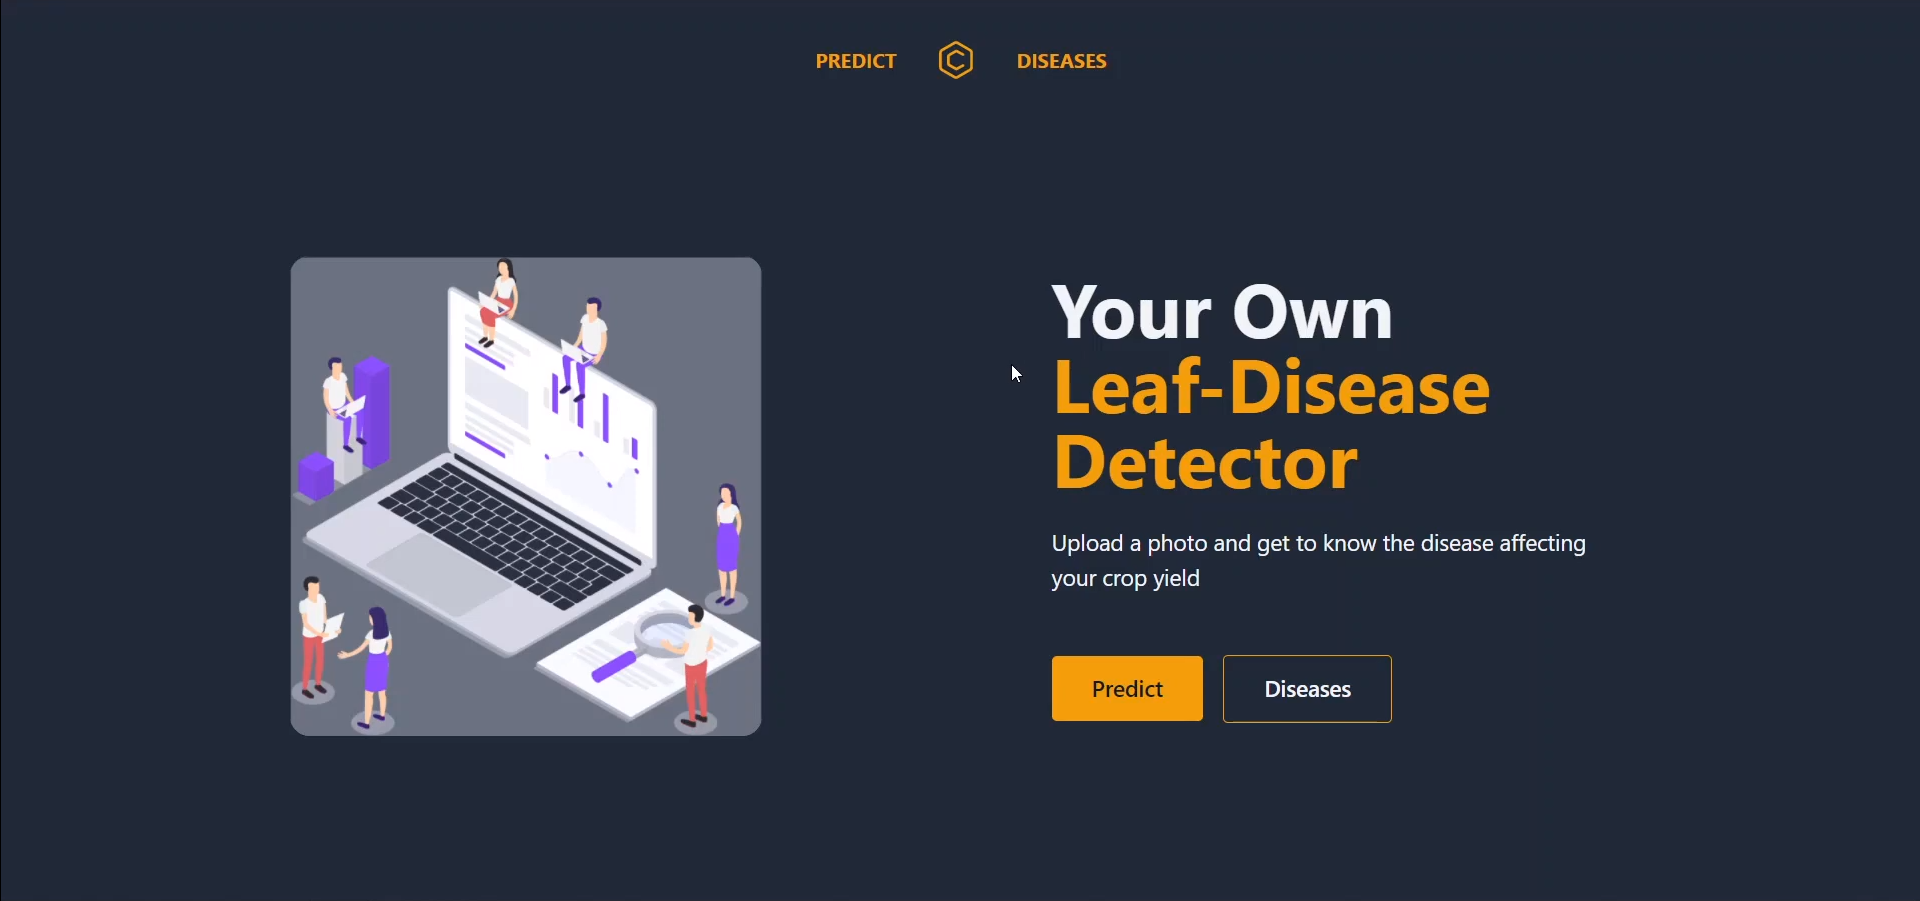 PREDICT
DISEASES
Your Own
Leaf-Disease
Detector
Upload a photo and get to know the disease affecting
your crop yield
Predict
Diseases